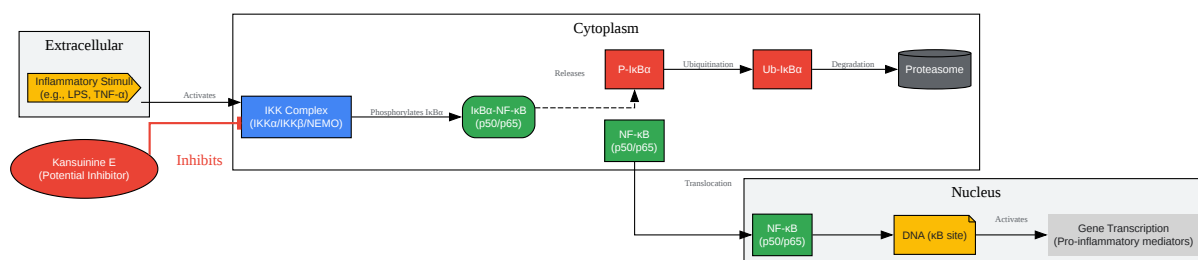 Extracellular
Inflammatory Stimuli
(e.g., LPS, TNF-α)
Activates
Kansuinine E
(Potential Inhibitor)
Inhibits
Cytoplasm
IKK Complex
(IKKα/IKKβ/NEMO)
Phosphorylates IκBα
IκBα-NF-κB
(p50/p65)
Releases
P-IκBα
Ubiquitination
Ub-IκBα
Degradation
Proteasome
NF-κB
(p50/p65)
Translocation
Nucleus
NF-κB
(p50/p65)
DNA (κB site)
Activates
Gene Transcription
(Pro-inflammatory mediators)